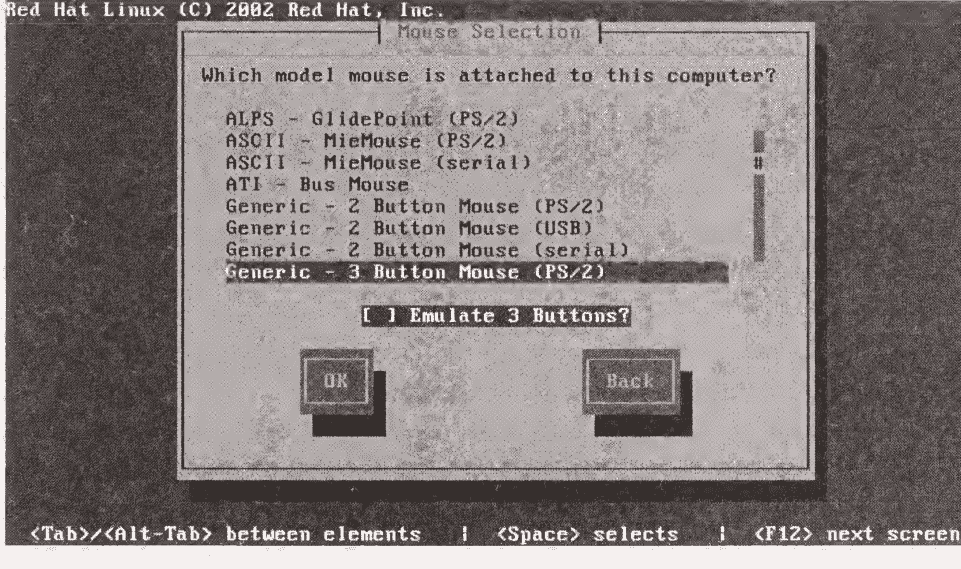 Red Hat Linux (C) 2002 Red Hat, Inc.
Mouse Selection
Which model mouse is attached to this computer?
ALPS - GlidePoint (PS/2)
ASCII - MieMouse (PS/2)
ASCII - MieMouse (serial)
ATI - Bus Mouse
Generic - 2 Button Mouse (PS/2)
Generic - 2 Button Mouse (USB)
Generic - 2 Button Mouse (serial)
Generic - 3 Button Mouse (PS/2)
[ ] Emulate 3 Buttons?
OK Back
<Tab>/<Alt-Tab> between elements | <Space> selects | <F12> next screen